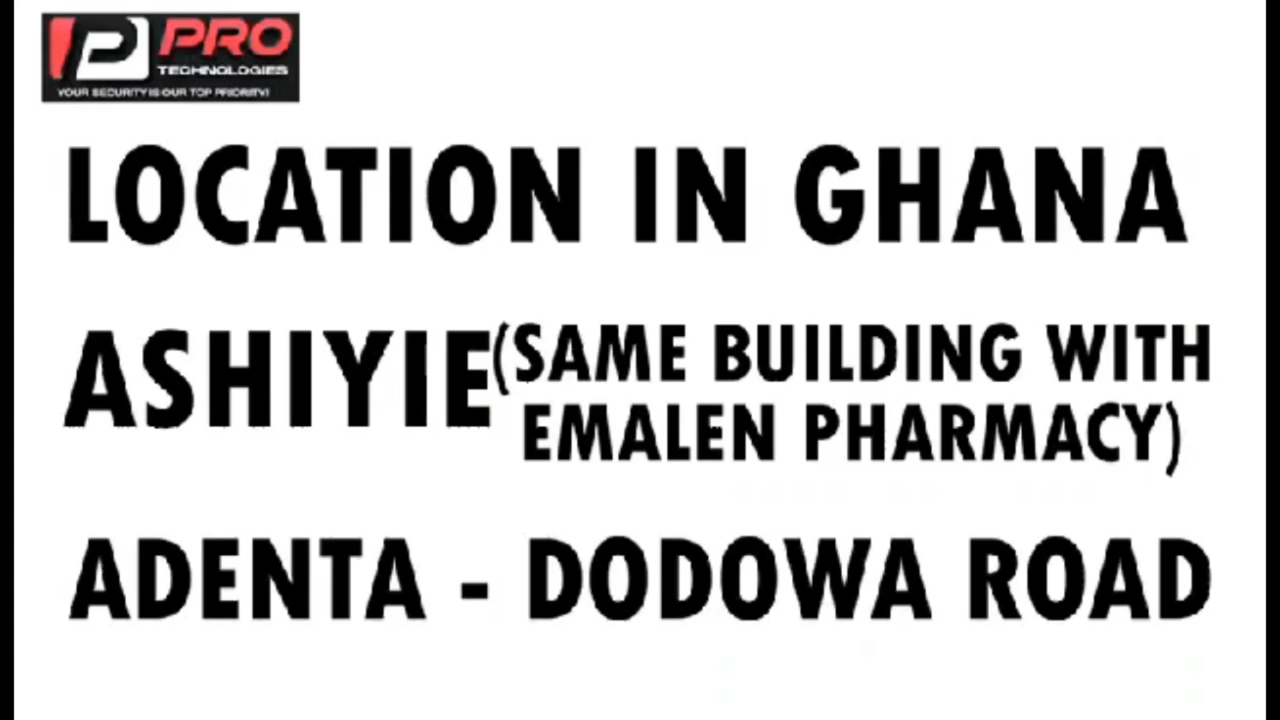 PRO
TECHNOLOGIES
YOUR SECURITY IS OUR TOP PRIORITY!
LOCATION IN GHANA
ASHIYIE (SAME BUILDING WITH
EMALEN PHARMACY)
ADENTA - DODOWA ROAD